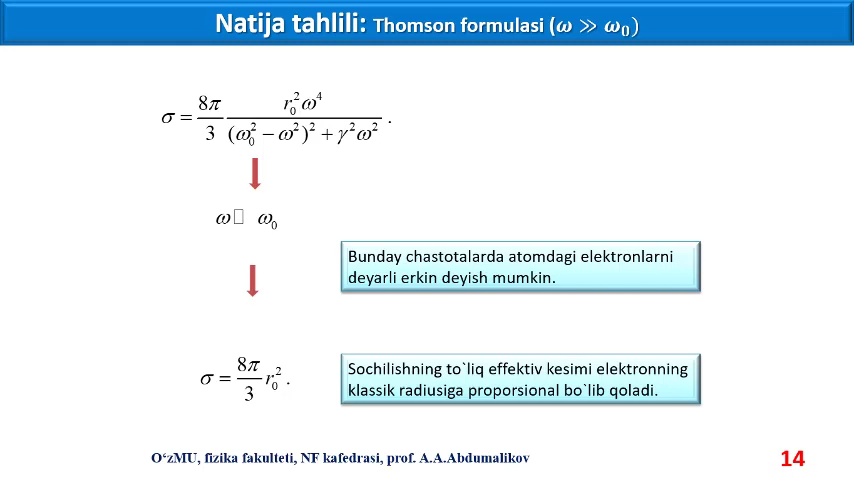 Natija tahlili: Thomson formulasi (𝝎 ≫ 𝝎₀)
σ = 8π/3 r₀²ω⁴/((ω₀² − ω²)² + γ²ω²) .
ω□ ω₀
Bunday chastotalarda atomdagi elektronlarni
deyarli erkin deyish mumkin.
σ = 8π/3 r₀² .
Sochilishning to`liq effektiv kesimi elektronning
klassik radiusiga proporsional bo`lib qoladi.
O‘zMU, fizika fakulteti, NF kafedrasi, prof. A.A.Abdumalikov
14